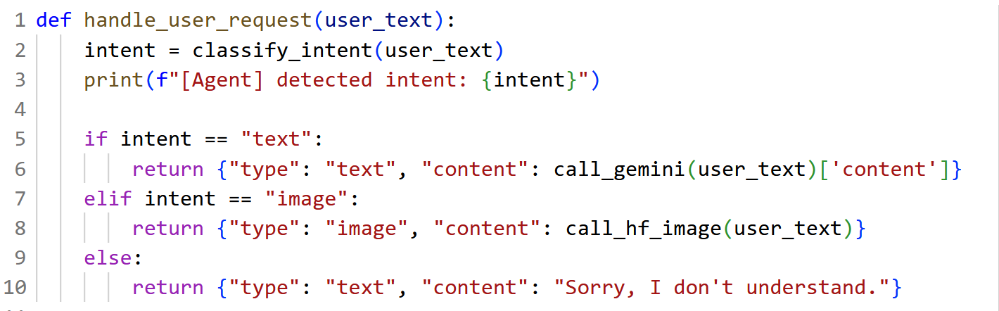 1 def handle_user_request(user_text):
2     intent = classify_intent(user_text)
3     print(f"[Agent] detected intent: {intent}")
4
5     if intent == "text":
6         return {"type": "text", "content": call_gemini(user_text)['content']}
7     elif intent == "image":
8         return {"type": "image", "content": call_hf_image(user_text)}
9     else:
10         return {"type": "text", "content": "Sorry, I don't understand."}